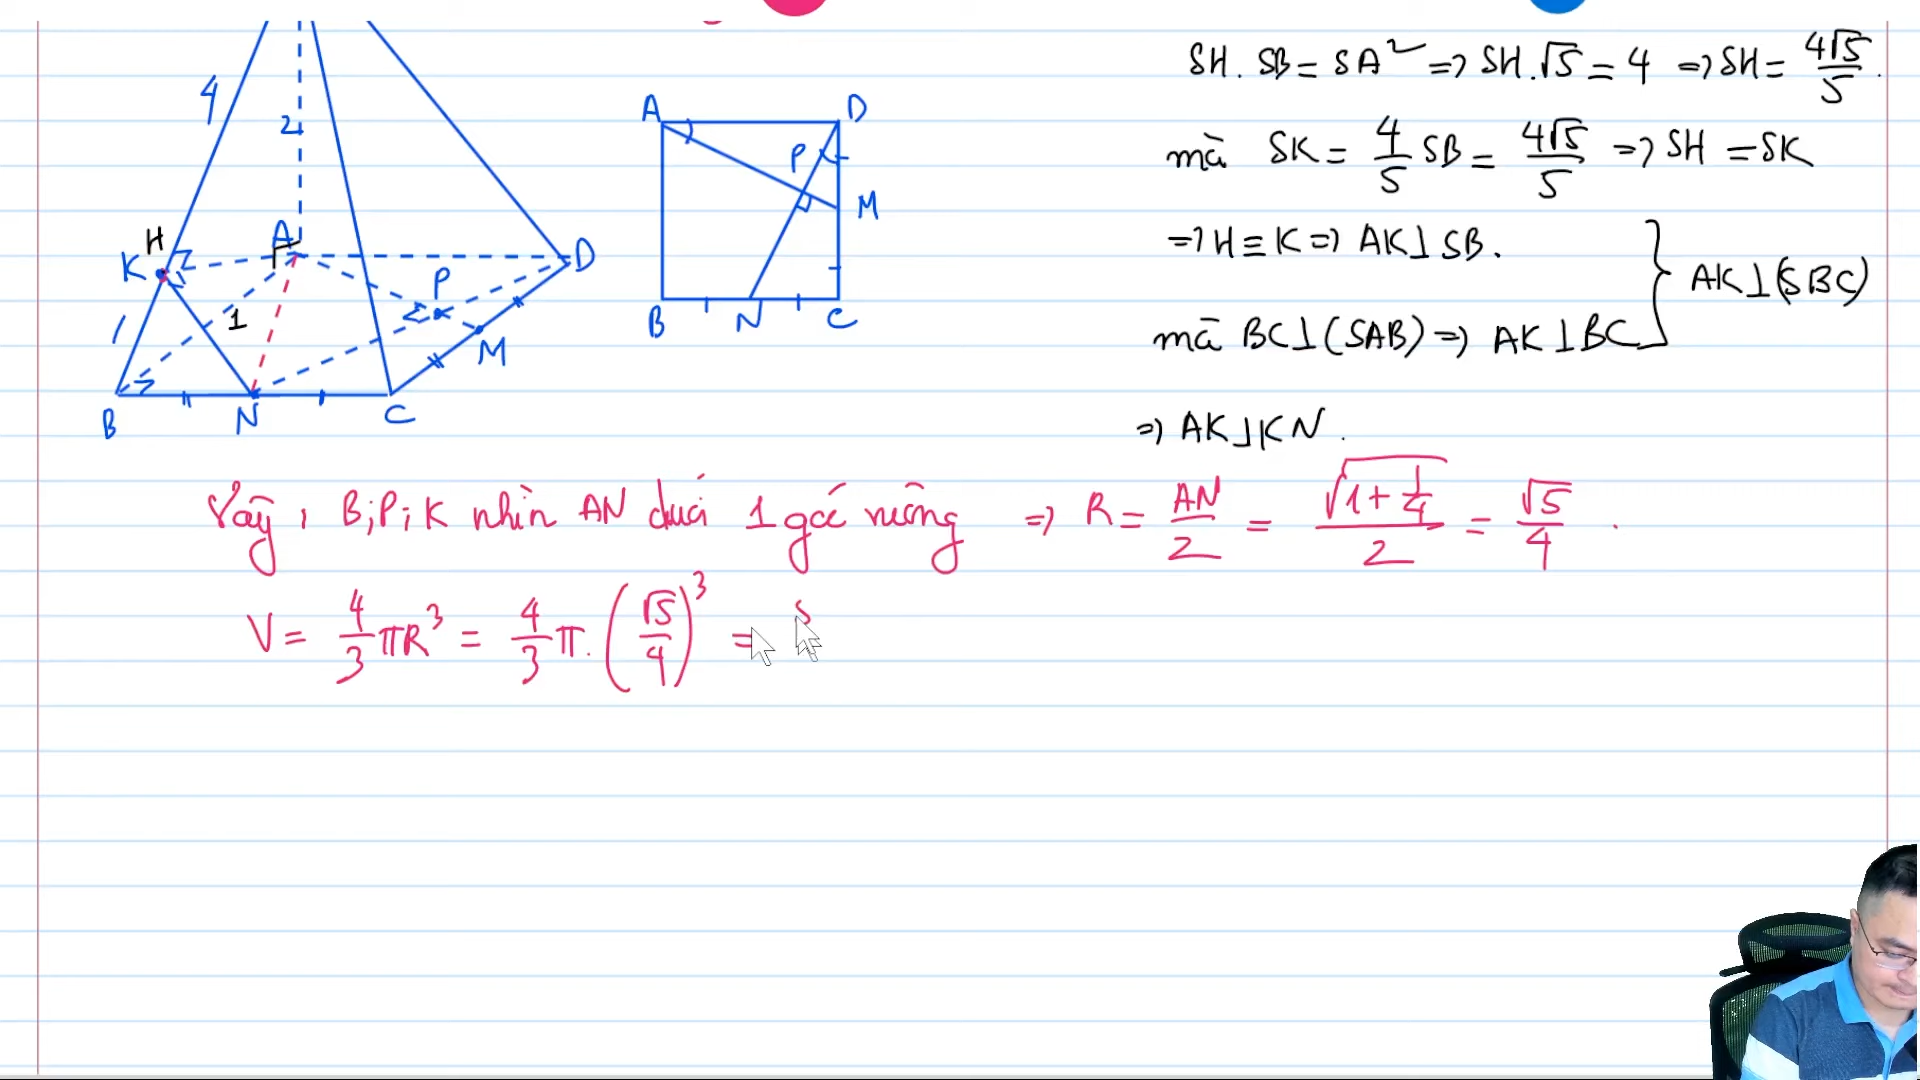 SH . SB = SA² => SH . √5 = 4 => SH = 4√5/5 .
mà SK = 4/5 SB = 4√5/5 => SH = SK
=> H ≡ K => AK ⊥ SB .
mà BC ⊥ (SAB) => AK ⊥ BC } AK ⊥ (SBC)
=> AK ⊥ KN .
4
2
H
K
A
D
P
1
1
M
B
N
C
A
D
P
M
B
N
C
Vậy , B; P; K nhìn AN dưới 1 góc vuông => R = AN/2 = √(1 + 1/4)/2 = √5/4 .
V = 4/3 πR³ = 4/3 π . (√5/4)³ =